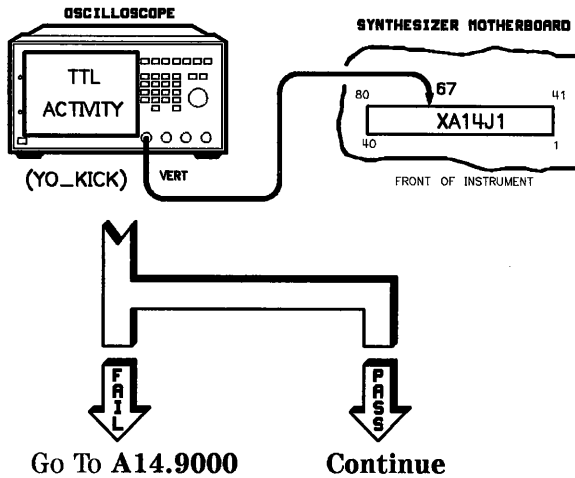 OSCILLOSCOPE
SYNTHESIZER MOTHERBOARD
TTL
ACTIVITY
80
67
41
XA14J1
40
1
(YO_KICK)
VERT
FRONT OF INSTRUMENT
FAIL
PASS
Go To A14.9000
Continue